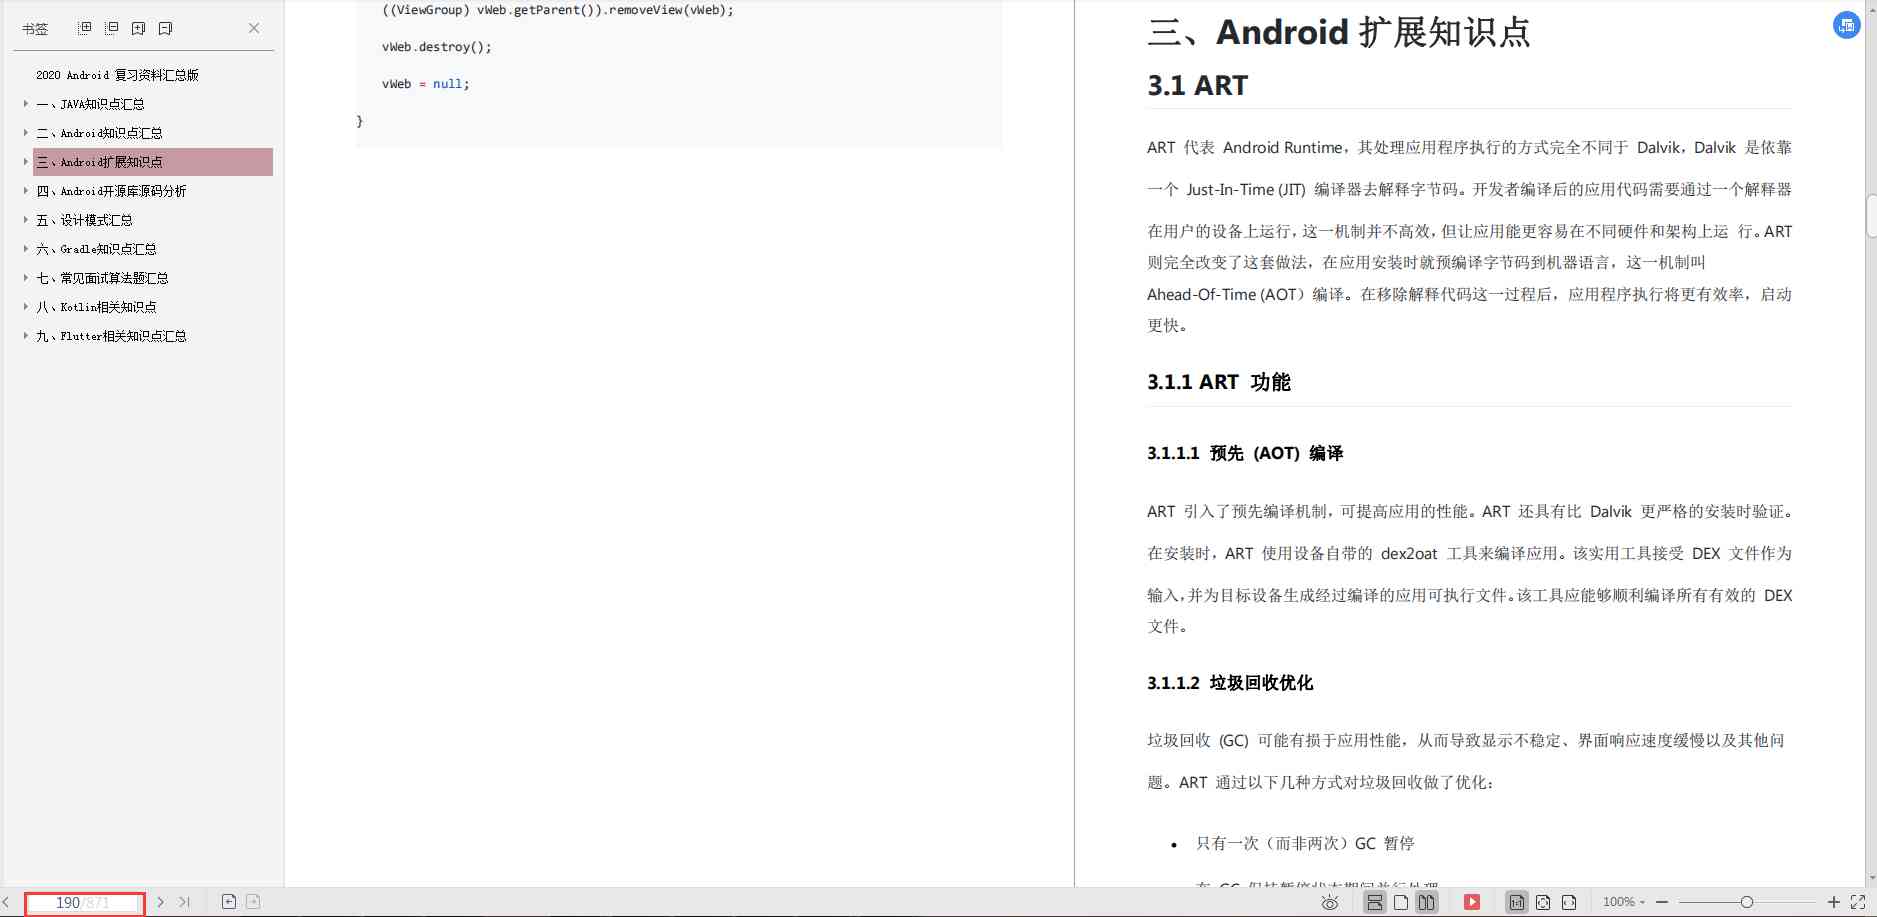 书签
2020 Android 复习资料汇总版
一、JAVA知识点汇总
二、Android知识点汇总
三、Android扩展知识点
四、Android开源库源码分析
五、设计模式汇总
六、Gradle知识点汇总
七、常见面试算法题汇总
八、Kotlin相关知识点
九、Flutter相关知识点汇总
((ViewGroup) vWeb.getParent()).removeView(vWeb);
vWeb.destroy();
vWeb = null;
}
三、Android 扩展知识点
3.1 ART
ART 代表 Android Runtime，其处理应用程序执行的方式完全不同于 Dalvik，Dalvik 是依靠
一个 Just-In-Time (JIT) 编译器去解释字节码。开发者编译后的应用代码需要通过一个解释器
在用户的设备上运行，这一机制并不高效，但让应用能更容易在不同硬件和架构上运 行。ART
则完全改变了这套做法，在应用安装时就预编译字节码到机器语言，这一机制叫
Ahead-Of-Time (AOT）编译。在移除解释代码这一过程后，应用程序执行将更有效率，启动
更快。
3.1.1 ART 功能
3.1.1.1 预先 (AOT) 编译
ART 引入了预先编译机制，可提高应用的性能。ART 还具有比 Dalvik 更严格的安装时验证。
在安装时，ART 使用设备自带的 dex2oat 工具来编译应用。该实用工具接受 DEX 文件作为
输入，并为目标设备生成经过编译的应用可执行文件。该工具应能够顺利编译所有有效的 DEX
文件。
3.1.1.2 垃圾回收优化
垃圾回收 (GC) 可能有损于应用性能，从而导致显示不稳定、界面响应速度缓慢以及其他问
题。ART 通过以下几种方式对垃圾回收做了优化：
• 只有一次（而非两次）GC 暂停
190/871
100%